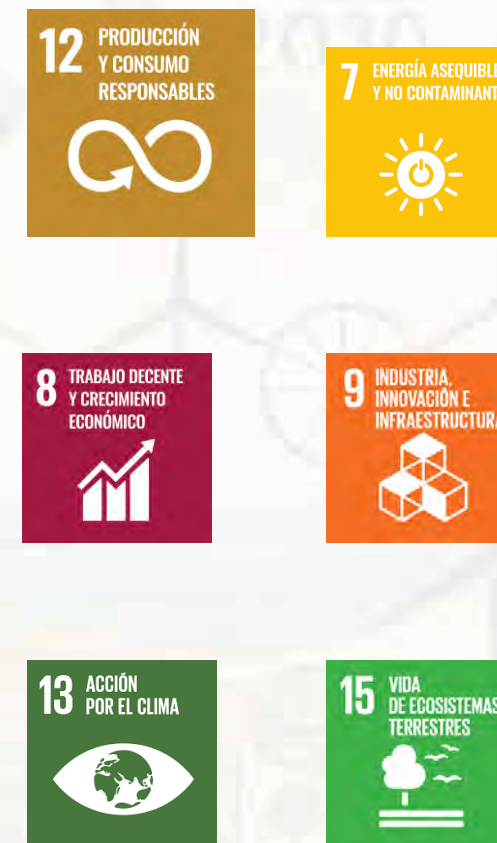 12 PRODUCCIÓN
Y CONSUMO
RESPONSABLES
7 ENERGÍA ASEQUIBLE
Y NO CONTAMINANT
8 TRABAJO DECENTE
Y CRECIMIENTO
ECONÓMICO
9 INDUSTRIA,
INNOVACIÓN E
INFRAESTRUCTURA
13 ACCIÓN
POR EL CLIMA
15 VIDA
DE ECOSISTEMAS
TERRESTRES